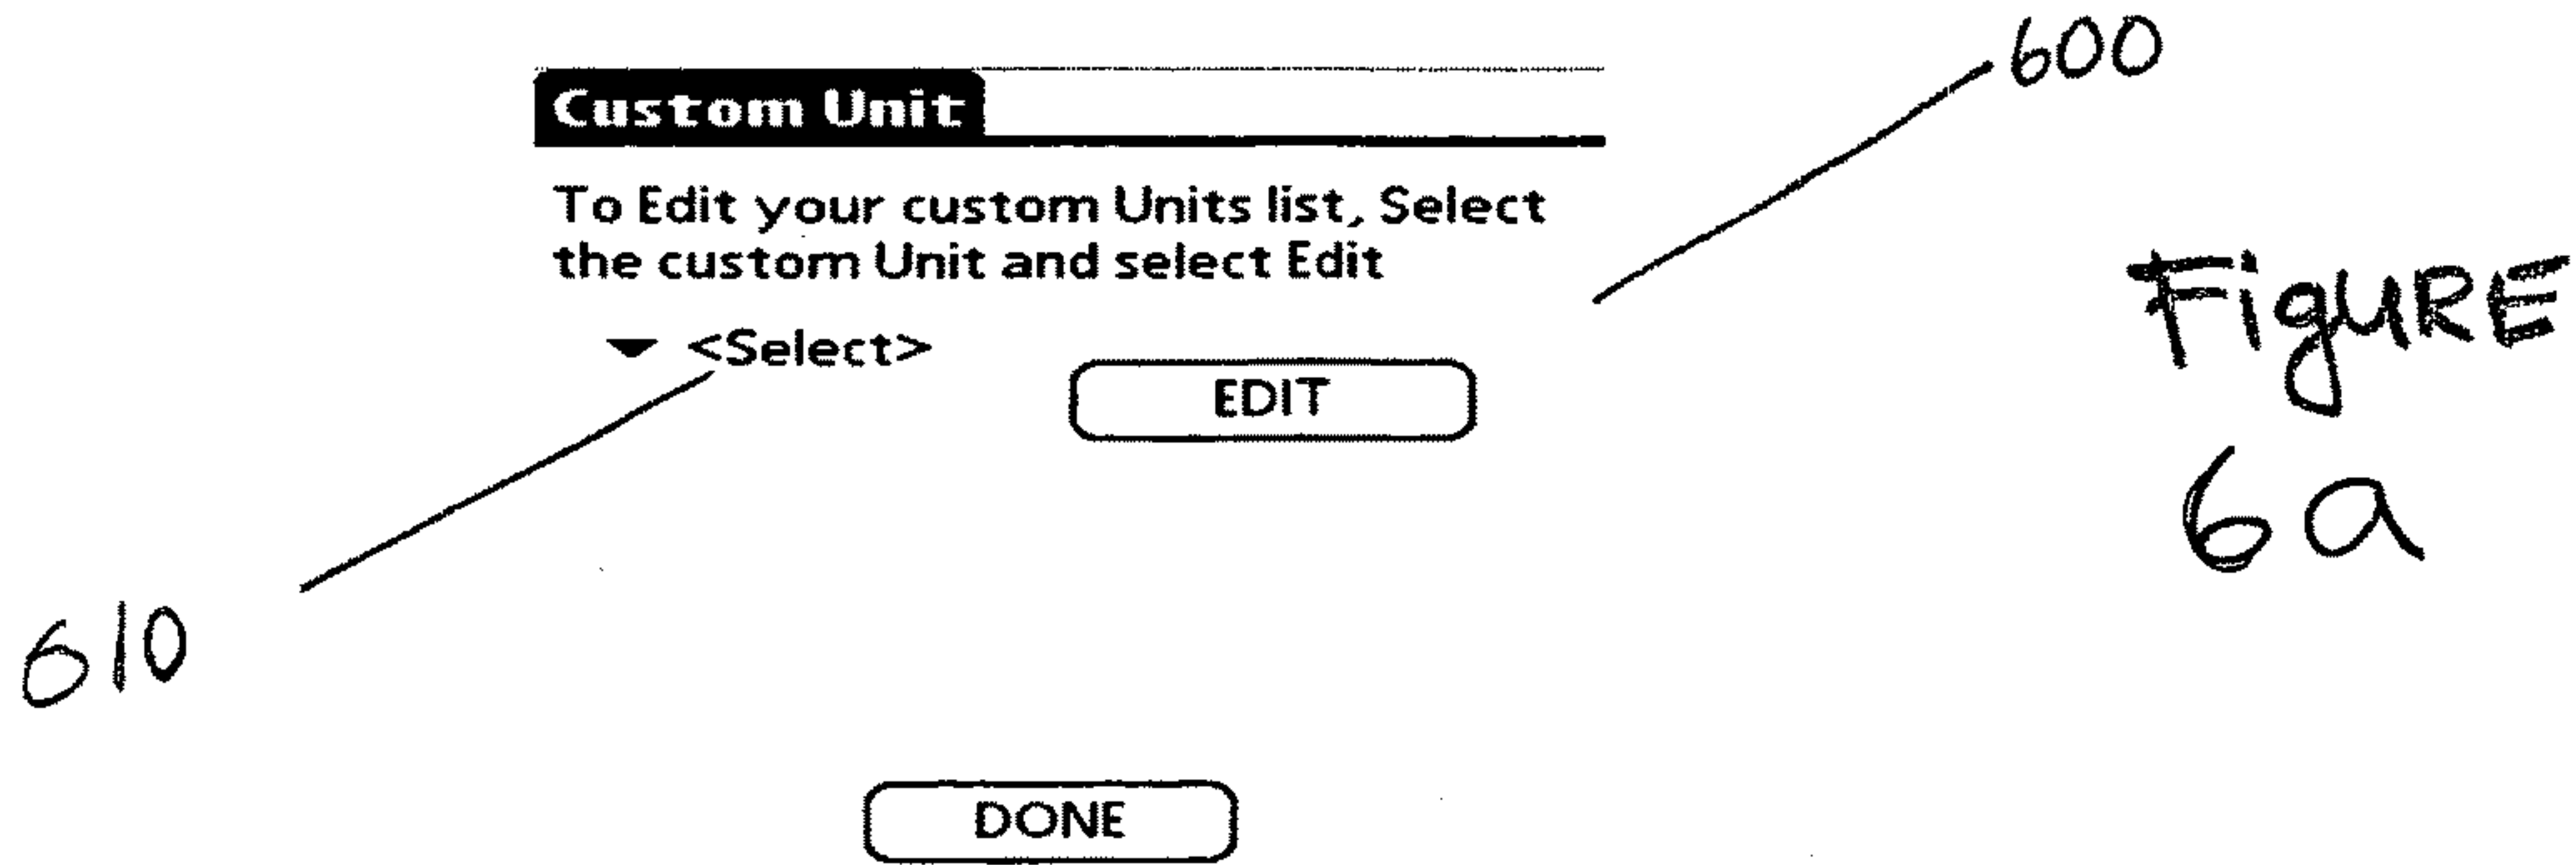 600
Custom Unit
To Edit your custom Units list, Select
the custom Unit and select Edit
<Select>
EDIT
FiguRE
6a
610
DONE